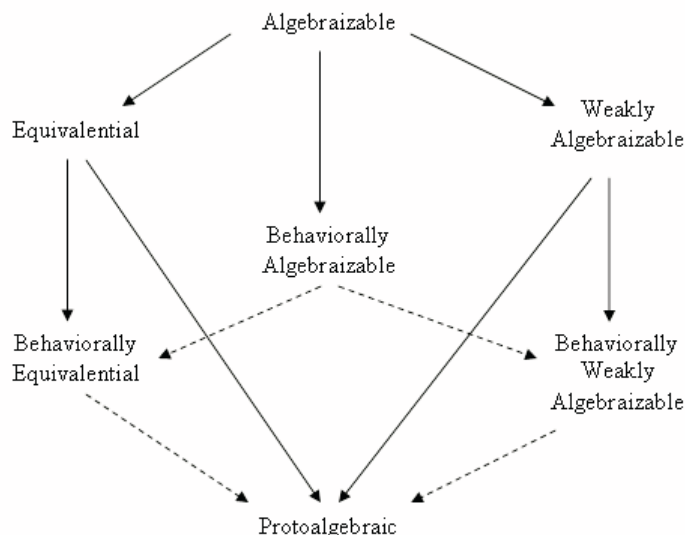 Algebraizable
Equivalential
Weakly
Algebraizable
Behaviorally
Algebraizable
Behaviorally
Equivalential
Behaviorally
Weakly
Algebraizable
Protoalgebraic